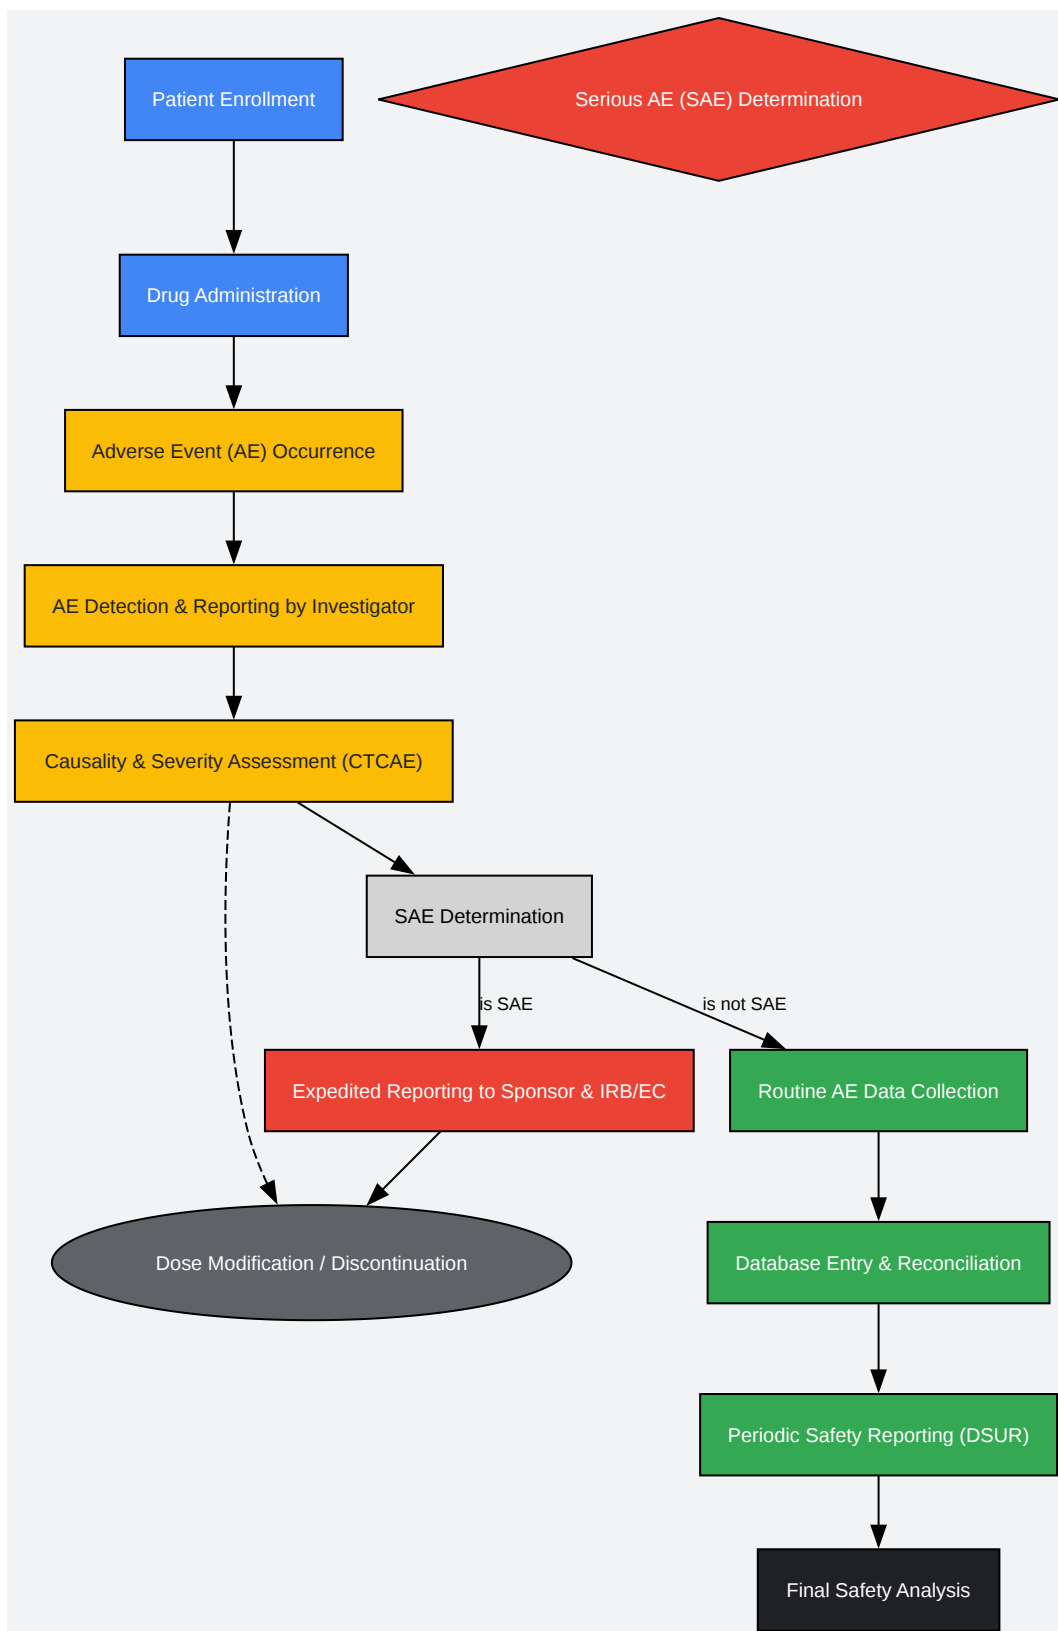 Patient Enrollment
Serious AE (SAE) Determination
Drug Administration
Adverse Event (AE) Occurrence
AE Detection & Reporting by Investigator
Causality & Severity Assessment (CTCAE)
SAE Determination
is SAE
is not SAE
Expedited Reporting to Sponsor & IRB/EC
Routine AE Data Collection
Dose Modification / Discontinuation
Database Entry & Reconciliation
Periodic Safety Reporting (DSUR)
Final Safety Analysis